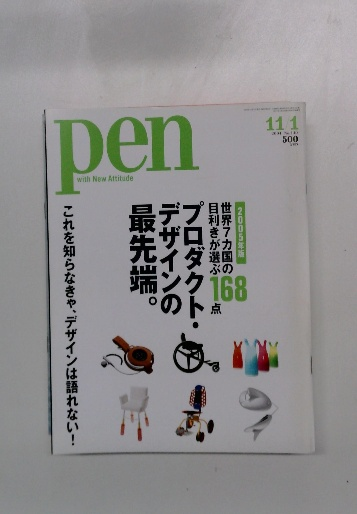 pen
with New Attitude
11/1
500
2005年版
世界7カ国の
目利きが選ぶ168点
プロダクト・
デザインの
最先端。
これを知らなきゃ、デザインは語れない!